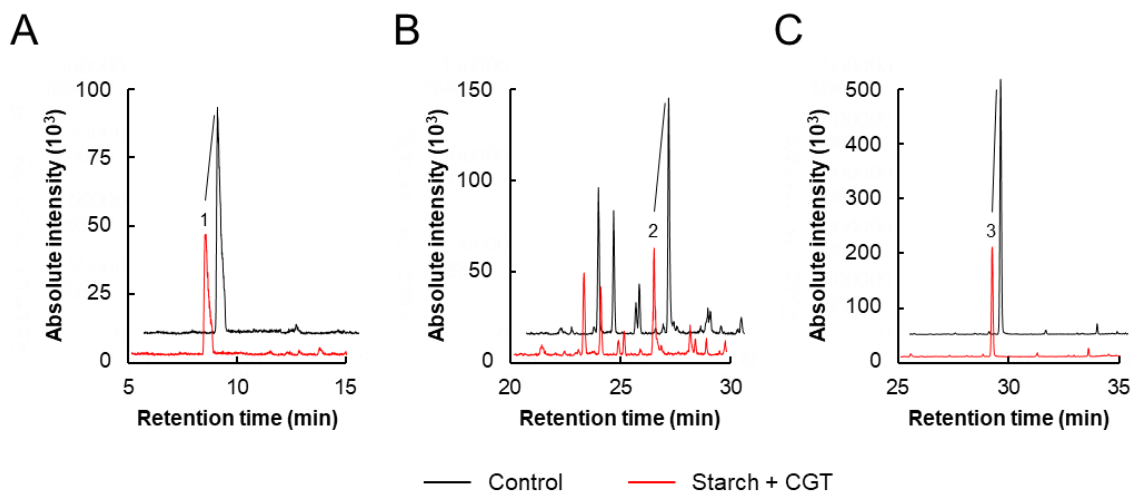 A
B
C
Absolute intensity (10³)
100
75
50
25
0
1
5
10
15
Retention time (min)
Absolute intensity (10³)
150
100
50
0
2
20
25
30
Retention time (min)
Absolute intensity (10³)
500
400
300
200
100
0
3
25
30
35
Retention time (min)
Control
Starch + CGT